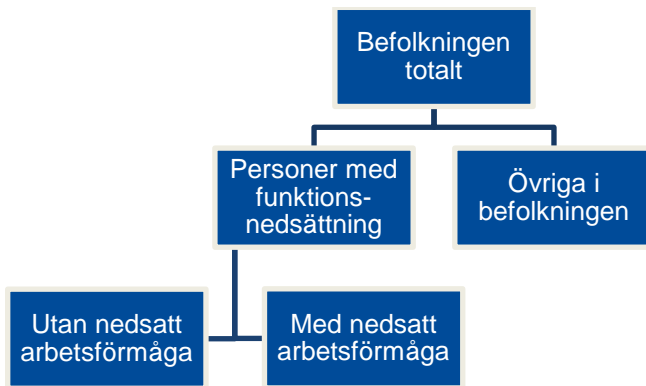 Befolkningen
totalt
Personer med
funktions-
nedsättning
Övriga i
befolkningen
Utan nedsatt
arbetsförmåga
Med nedsatt
arbetsförmåga